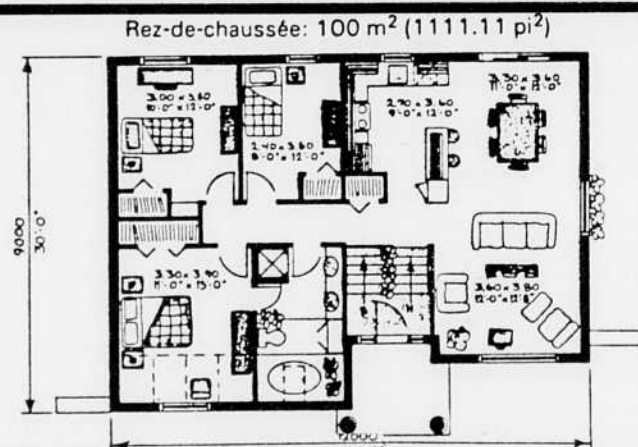 Rez-de-chaussée: 100 m² (1111.11 pi²)
3.00 x 3.60
10'-0" x 12'-0"
2.40 x 3.60
8'-0" x 12'-0"
2.70 x 3.60
9'-0" x 12'-0"
3.30 x 3.60
11'-0" x 12'-0"
9000
30'-0"
3.30 x 3.90
11'-0" x 13'-0"
3.60 x 3.80
12'-0" x 12'-8"
12000